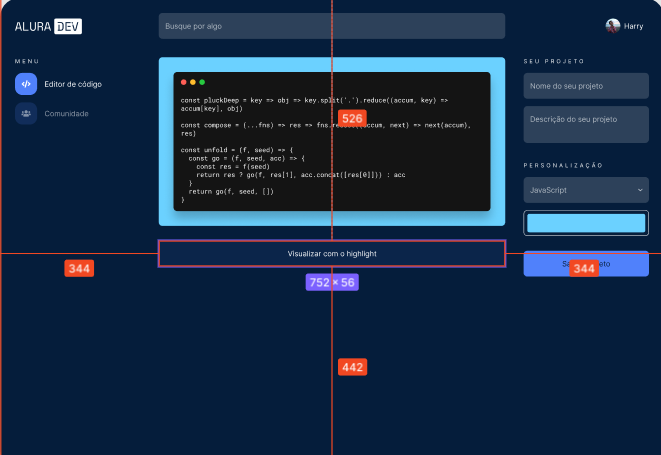 ALURA DEV
Busque por algo
Harry
MENU
Editor de código
Comunidade
const pluckDeep = key => obj => key.split('.').reduce((accum, key) =>
accum[key], obj)
const compose = (...fns) => res => fns. accum, next) => next(accum),
res)
const unfold = (f, seed) => {
const go = (f, seed, acc) => {
const res = f(seed)
return res ? go(f, res[1], acc.concat([res[0]])) : acc
}
return go(f, seed, [])
}
526
Visualizar com o highlight
344
752 × 56
442
SEU PROJETO
Nome do seu projeto
Descrição do seu projeto
PERSONALIZAÇÃO
JavaScript
344